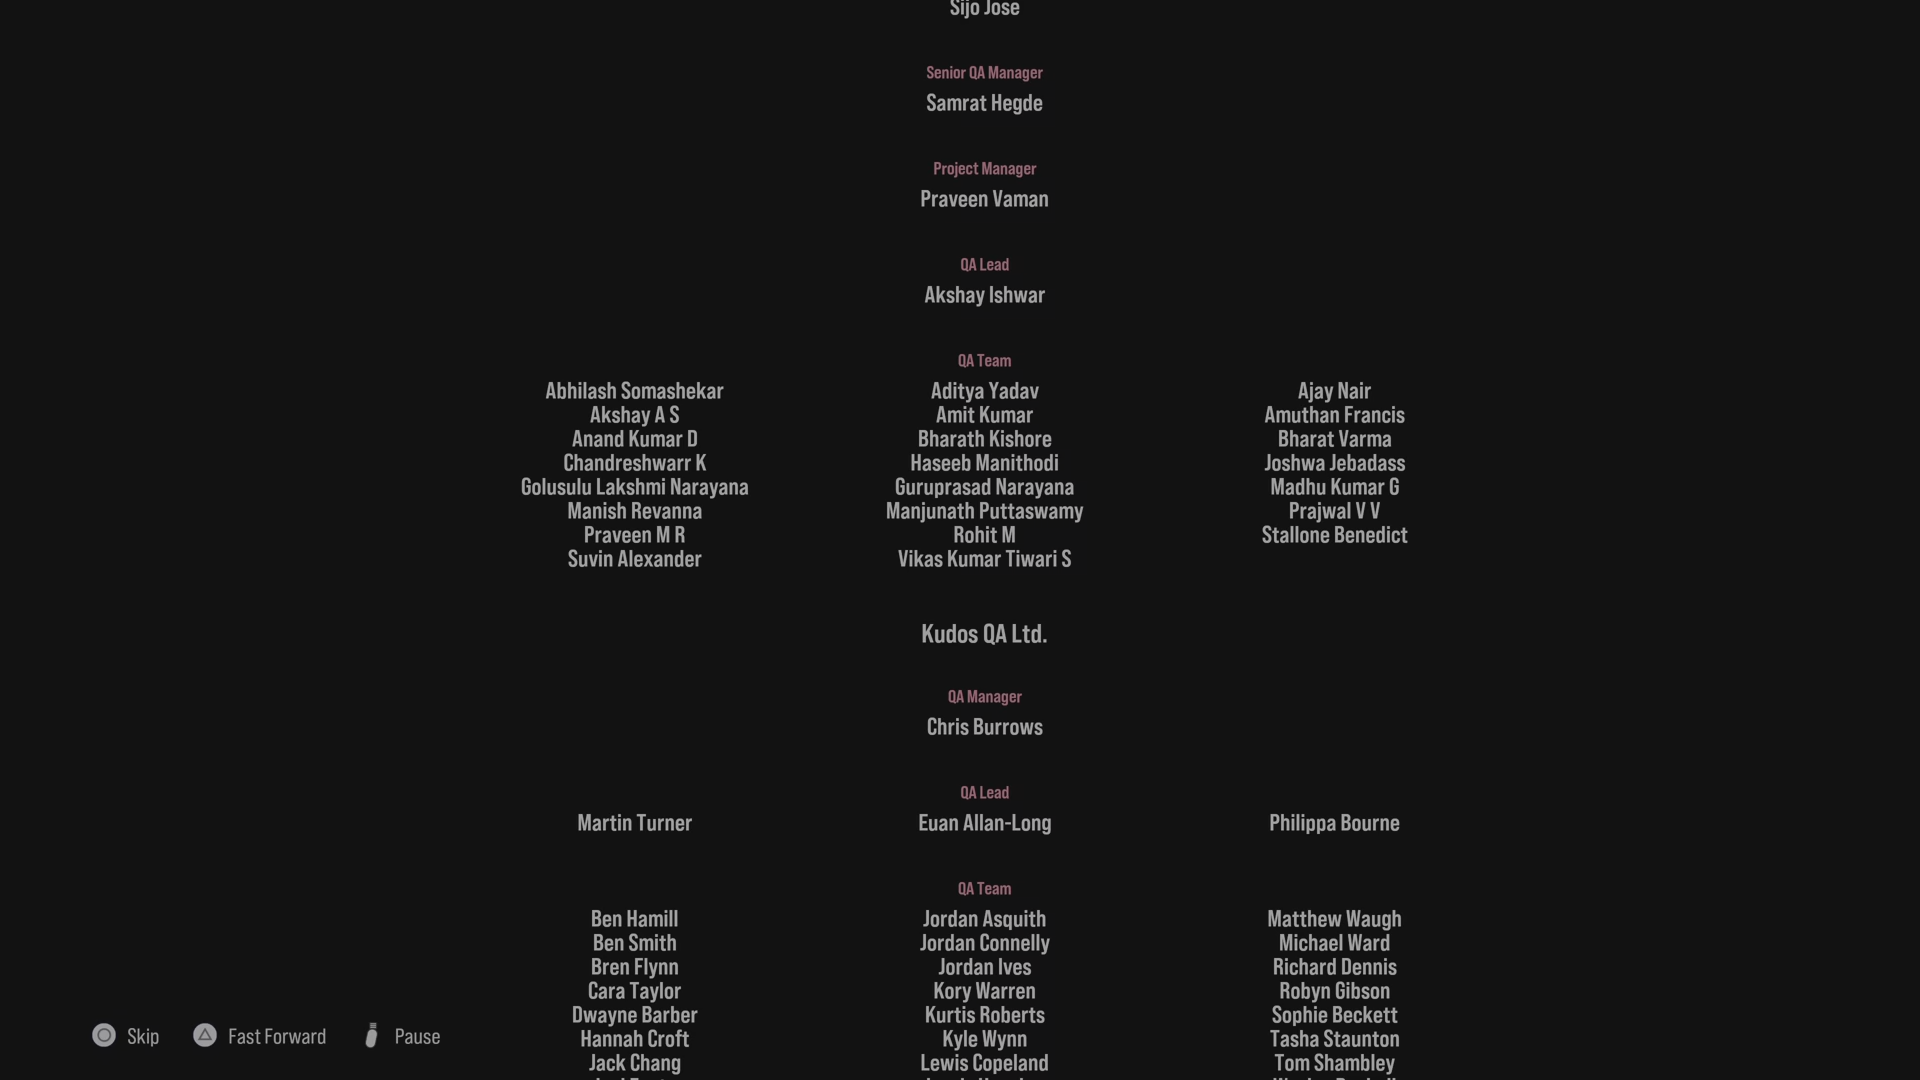 Sijo Jose
Senior QA Manager
Samrat Hegde
Project Manager
Praveen Vaman
QA Lead
Akshay Ishwar
QA Team
Abhilash Somashekar Aditya Yadav Ajay Nair
Akshay A S Amit Kumar Amuthan Francis
Anand Kumar D Bharath Kishore Bharat Varma
Chandreshwarr K Haseeb Manithodi Joshwa Jebadass
Golusulu Lakshmi Narayana Guruprasad Narayana Madhu Kumar G
Manish Revanna Manjunath Puttaswamy Prajwal V V
Praveen M R Rohit M Stallone Benedict
Suvin Alexander Vikas Kumar Tiwari S
Kudos QA Ltd.
QA Manager
Chris Burrows
QA Lead
Martin Turner Euan Allan-Long Philippa Bourne
QA Team
Ben Hamill Jordan Asquith Matthew Waugh
Ben Smith Jordan Connelly Michael Ward
Bren Flynn Jordan Ives Richard Dennis
Cara Taylor Kory Warren Robyn Gibson
Dwayne Barber Kurtis Roberts Sophie Beckett
Hannah Croft Kyle Wynn Tasha Staunton
Jack Chang Lewis Copeland Tom Shambley
Skip Fast Forward Pause